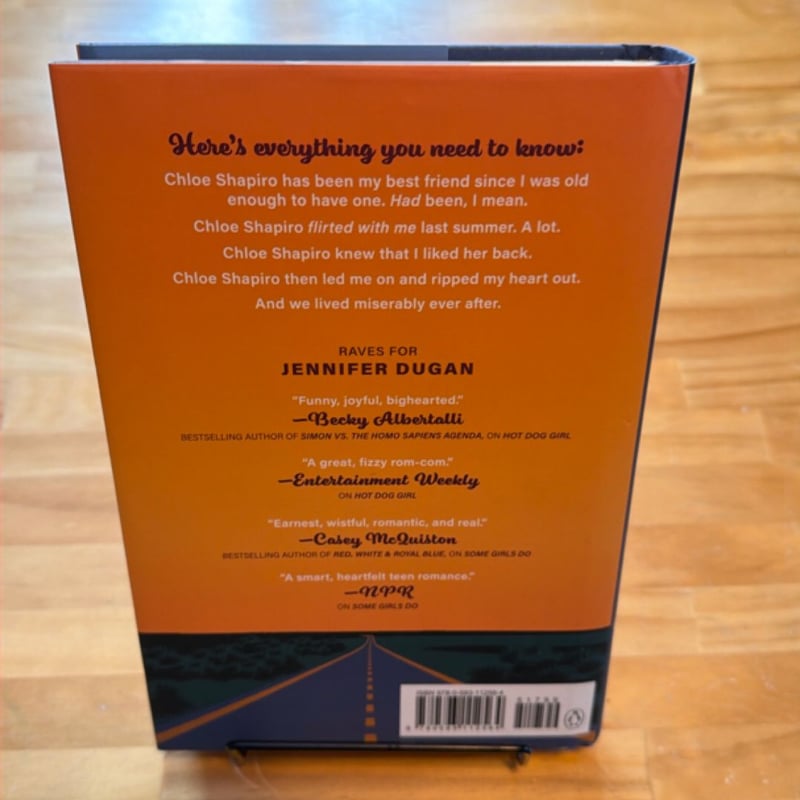 Here's everything you need to know:
Chloe Shapiro has been my best friend since I was old
enough to have one. Had been, I mean.
Chloe Shapiro flirted with me last summer. A lot.
Chloe Shapiro knew that I liked her back.
Chloe Shapiro then led me on and ripped my heart out.
And we lived miserably ever after.
RAVES FOR
JENNIFER DUGAN
"Funny, joyful, bighearted."
—Becky Albertalli
BESTSELLING AUTHOR OF SIMON VS. THE HOMO SAPIENS AGENDA, ON HOT DOG GIRL
"A great, fizzy rom-com."
—Entertainment Weekly
ON HOT DOG GIRL
"Earnest, wistful, romantic, and real."
—Casey McQuiston
BESTSELLING AUTHOR OF RED, WHITE & ROYAL BLUE, ON SOME GIRLS DO
"A smart, heartfelt teen romance."
—NPR
ON SOME GIRLS DO
ISBN